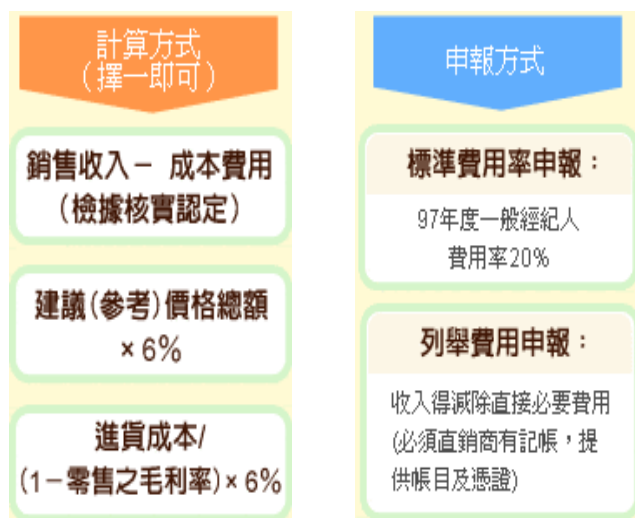 計算方式
（擇一即可）
銷售收入－ 成本費用
（檢據核實認定）
建議(參考)價格總額
× 6%
進貨成本/
(1－零售之毛利率)× 6%
申報方式
標準費用率申報：
97年度一般經紀人
費用率20%
列舉費用申報：
收入得減除直接必要費用
(必須直銷商有記帳，提
供帳目及憑證)